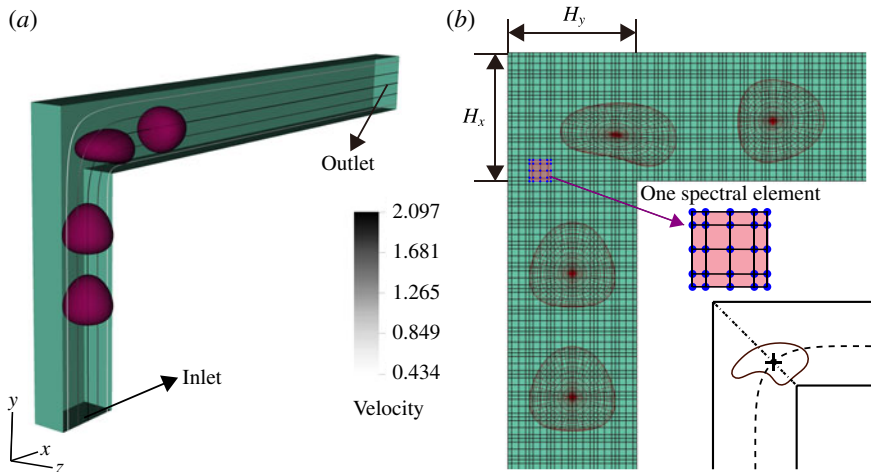 (a)
Outlet
2.097
1.681
1.265
0.849
0.434
Velocity
Inlet
y
x
z
(b)
H_y
H_x
One spectral element